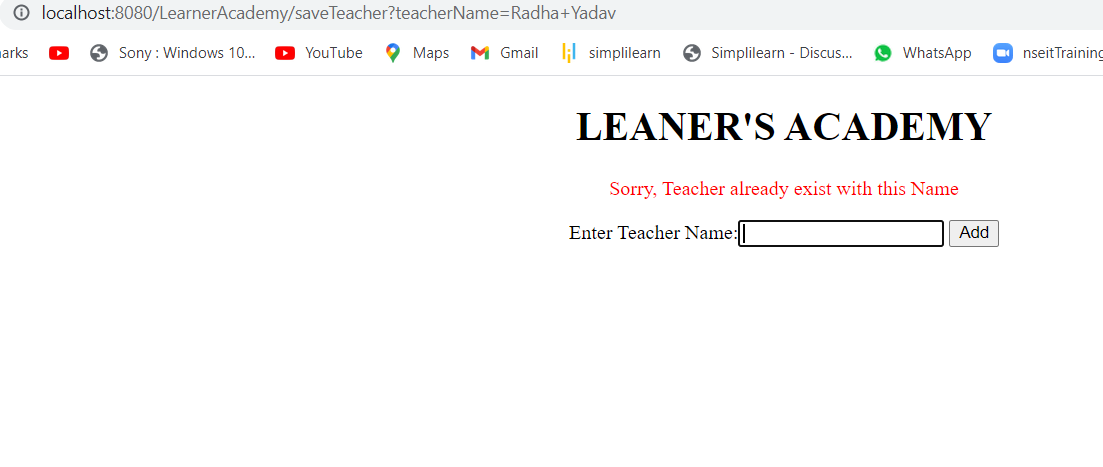 localhost:8080/LearnerAcademy/saveTeacher?teacherName=Radha+Yadav
arks Sony : Windows 10... YouTube Maps Gmail simplilearn Simplilearn - Discus... WhatsApp nseitTraining
LEANER'S ACADEMY
Sorry, Teacher already exist with this Name
Enter Teacher Name: Add